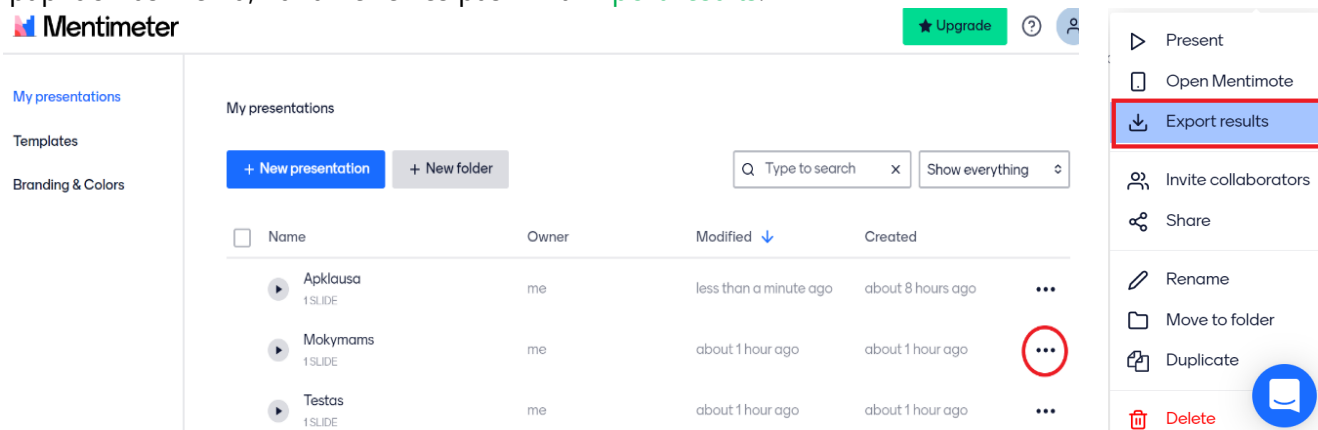 Mentimeter
Upgrade
My presentations
Templates
Branding & Colors
My presentations
+ New presentation
+ New folder
Type to search
Show everything
Name Owner Modified Created
Apklausa
1 SLIDE
me less than a minute ago about 8 hours ago
Mokymams
1 SLIDE
me about 1 hour ago about 1 hour ago
Testas
1 SLIDE
me about 1 hour ago about 1 hour ago
Present
Open Mentimote
Export results
Invite collaborators
Share
Rename
Move to folder
Duplicate
Delete